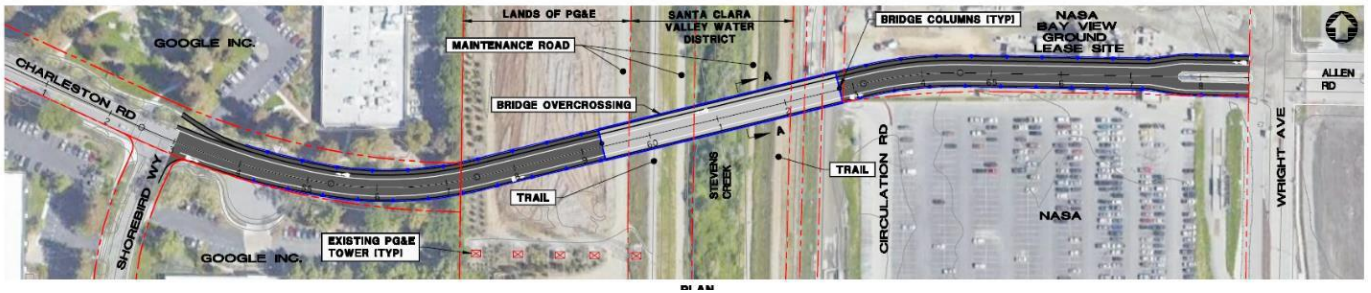 LANDS OF PG&E
SANTA CLARA
VALLEY WATER
DISTRICT
BRIDGE COLUMNS (TYP)
NASA
BAY VIEW
GROUND
LEASE SITE
GOOGLE INC.
MAINTENANCE ROAD
A
CHARLESTON RD
ALLEN
RD
BRIDGE OVERCROSSING
A
SHOREBIRD WY
TRAIL
STEVENS
CREEK
TRAIL
CIRCULATION RD
NASA
WRIGHT AVE
EXISTING PG&E
TOWER (TYP)
GOOGLE INC.
PLAN